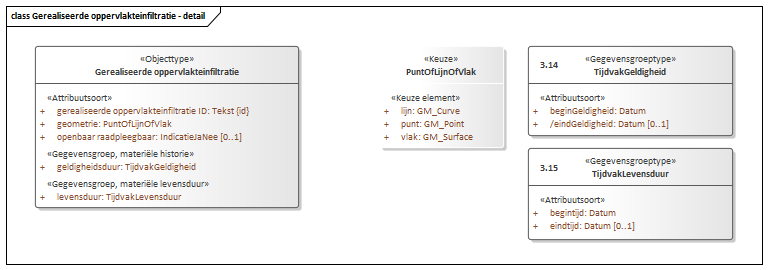 class Gerealiseerde oppervlakteinfiltratie - detail
«Objecttype»
Gerealiseerde oppervlakteinfiltratie
«Attribuutsoort»
+ gerealiseerde oppervlakteinfiltratie ID: Tekst {id}
+ geometrie: PuntOfLijnOfVlak
+ openbaar raadpleegbaar: IndicatieJaNee [0..1]
«Gegevensgroep, materiële historie»
+ geldigheidsduur: TijdvakGeldigheid
«Gegevensgroep, materiële levensduur»
+ levensduur: TijdvakLevensduur
«Keuze»
PuntOfLijnOfVlak
«Keuze element»
+ lijn: GM_Curve
+ punt: GM_Point
+ vlak: GM_Surface
3.14 «Gegevensgroeptype»
TijdvakGeldigheid
«Attribuutsoort»
+ beginGeldigheid: Datum
+ /eindGeldigheid: Datum [0..1]
3.15 «Gegevensgroeptype»
TijdvakLevensduur
«Attribuutsoort»
+ begintijd: Datum
+ eindtijd: Datum [0..1]